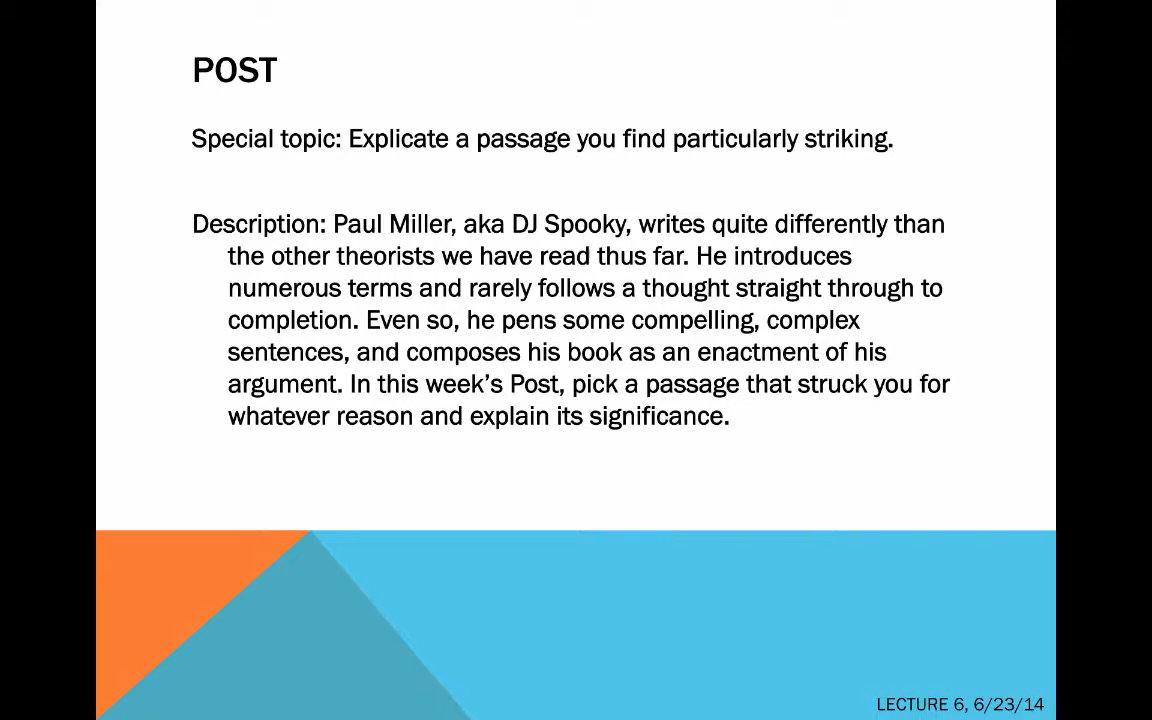 POST
Special topic: Explicate a passage you find particularly striking.
Description: Paul Miller, aka DJ Spooky, writes quite differently than
the other theorists we have read thus far. He introduces
numerous terms and rarely follows a thought straight through to
completion. Even so, he pens some compelling, complex
sentences, and composes his book as an enactment of his
argument. In this week's Post, pick a passage that struck you for
whatever reason and explain its significance.
LECTURE 6, 6/23/14